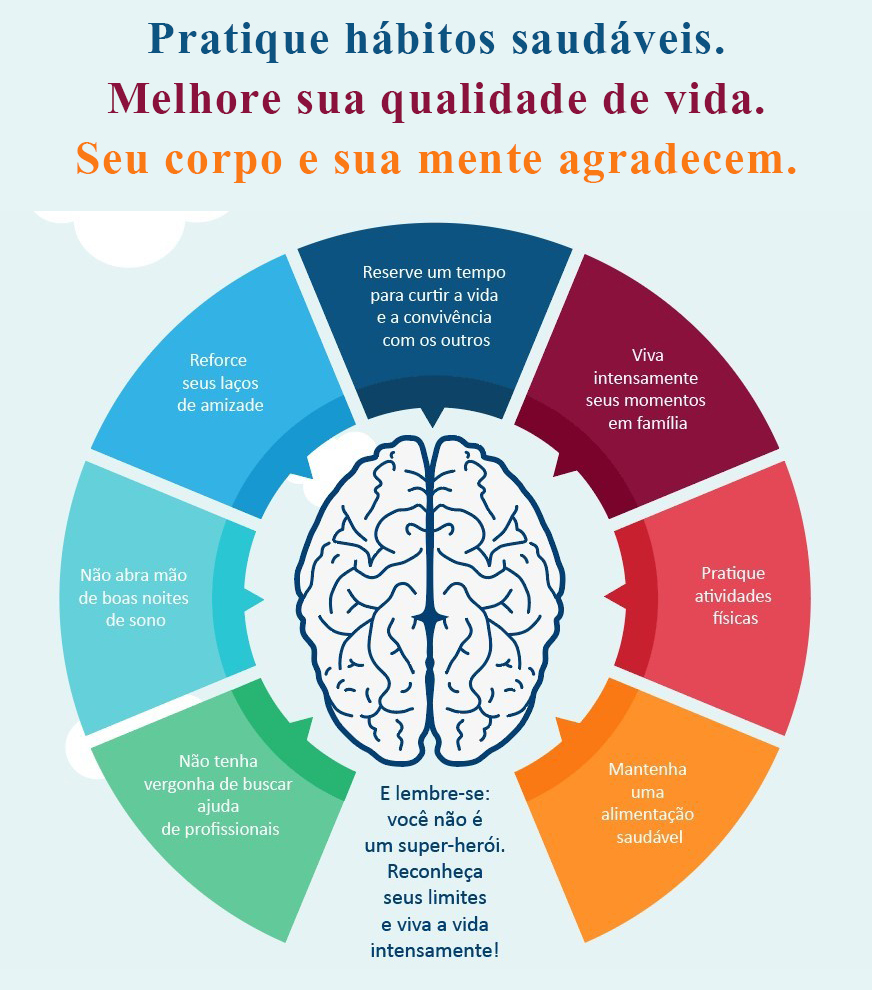 Pratique hábitos saudáveis.
Melhore sua qualidade de vida.
Seu corpo e sua mente agradecem.
Reserve um tempo
para curtir a vida
e a convivência
com os outros
Viva
intensamente
seus momentos
em família
Pratique
atividades
físicas
Mantenha
uma
alimentação
saudável
E lembre-se:
você não é
um super-herói.
Reconheça
seus limites
e viva a vida
intensamente!
Não tenha
vergonha de buscar
ajuda
de profissionais
Não abra mão
de boas noites
de sono
Reforce
seus laços
de amizade